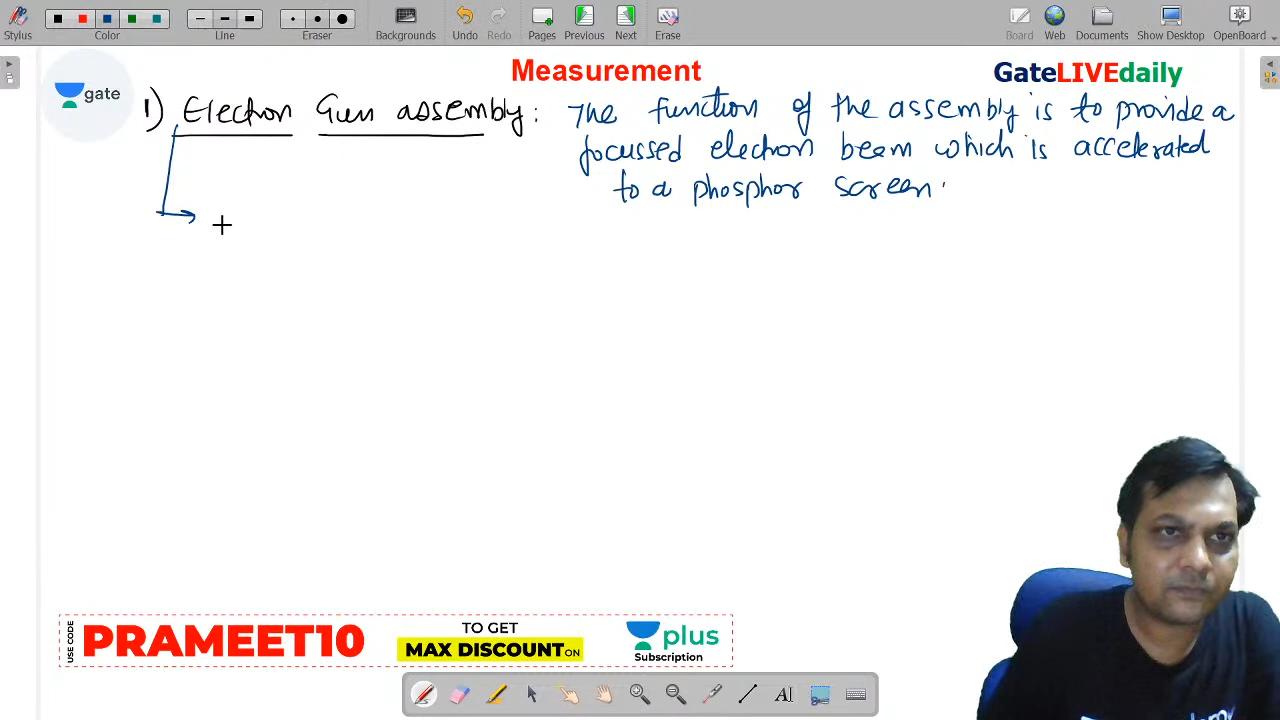 Stylus Color Line Eraser Backgrounds Undo Redo Pages Previous Next Erase Board Web Documents Show Desktop OpenBoard
Measurement
GateLIVEdaily
gate
1) Electron Gun assembly : The function of the assembly is to provide a
focussed electron beam which is accelerated
to a phosphor screen.
USE CODE
PRAMEET10
TO GET
MAX DISCOUNT ON
plus
Subscription